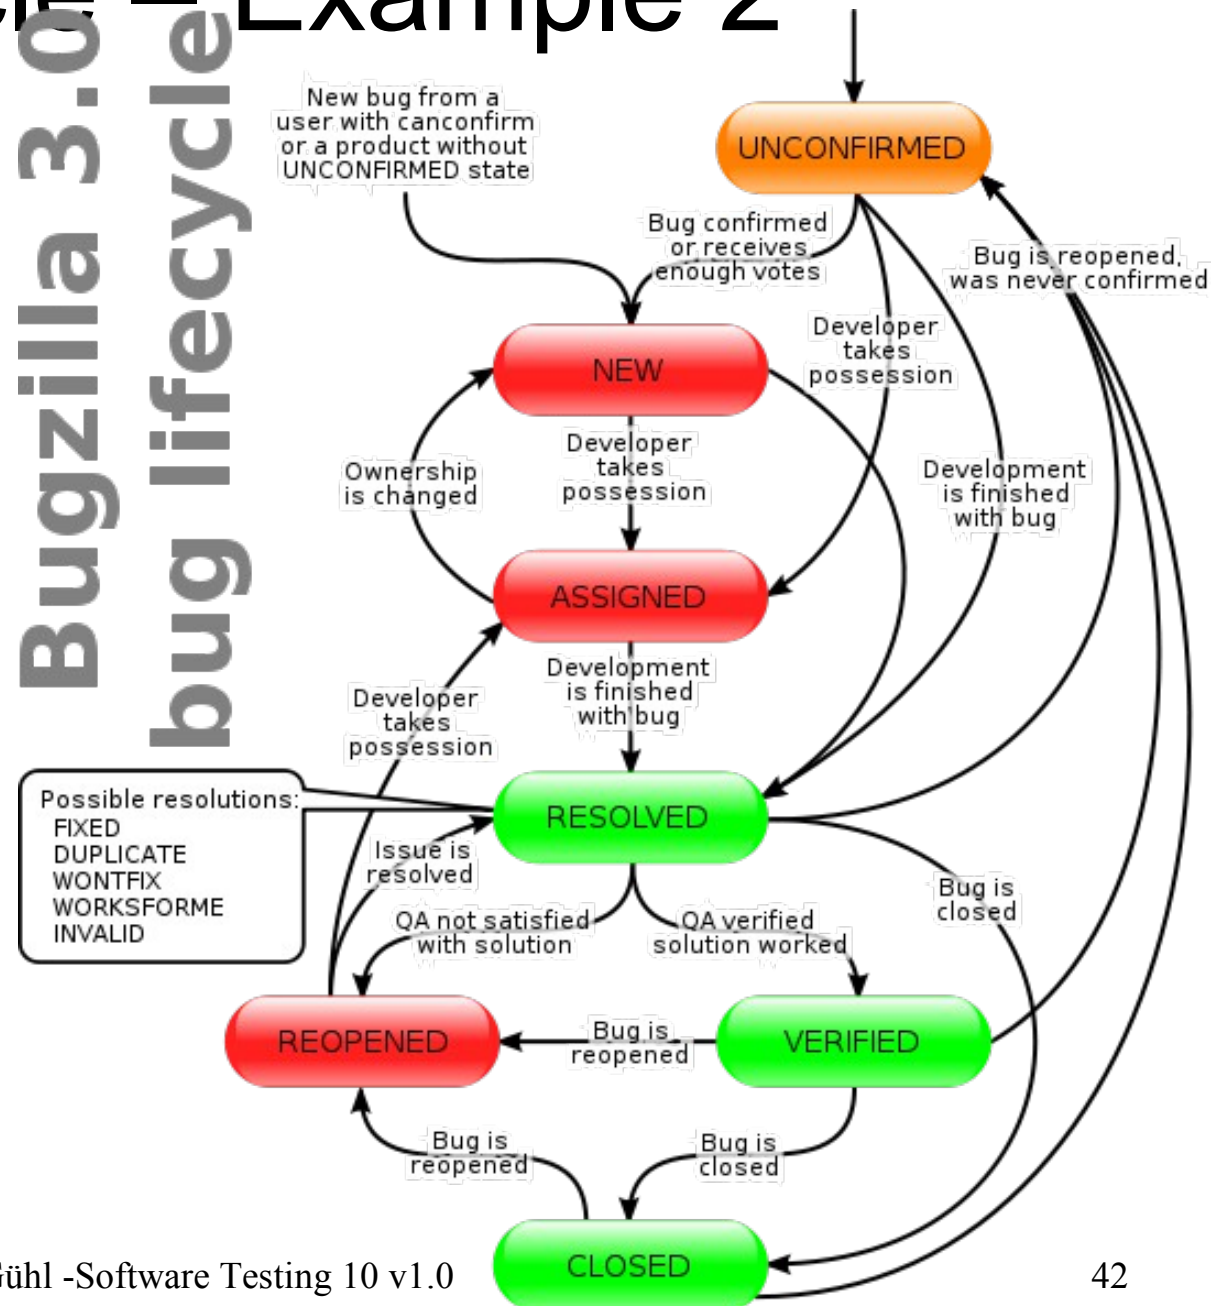 cle – Example 2
Bugzilla 3.0
bug lifecycle
New bug from a
user with canconfirm
or a product without
UNCONFIRMED state
UNCONFIRMED
Bug confirmed
or receives
enough votes
Bug is reopened,
was never confirmed
Developer
takes
possession
NEW
Ownership
is changed
Developer
takes
possession
Development
is finished
with bug
ASSIGNED
Developer
takes
possession
Development
is finished
with bug
Possible resolutions:
FIXED
DUPLICATE
WONTFIX
WORKSFORME
INVALID
RESOLVED
Issue is
resolved
Bug is
closed
QA not satisfied
with solution
QA verified
solution worked
REOPENED
Bug is
reopened
VERIFIED
Bug is
reopened
Bug is
closed
CLOSED
Gühl -Software Testing 10 v1.0
42